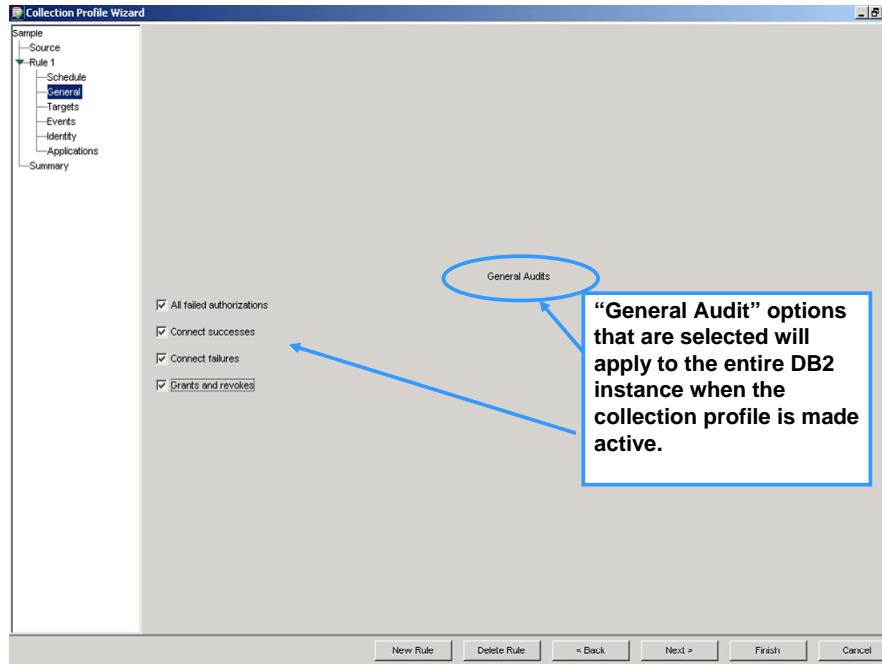 Collection Profile Wizard
Sample
Source
Rule 1
Schedule
General
Targets
Events
Identity
Applications
Summary
General Audits
All failed authorizations
Connect successes
Connect failures
Grants and revokes
“General Audit” options
that are selected will
apply to the entire DB2
instance when the
collection profile is made
active.
New Rule
Delete Rule
< Back
Next >
Finish
Cancel